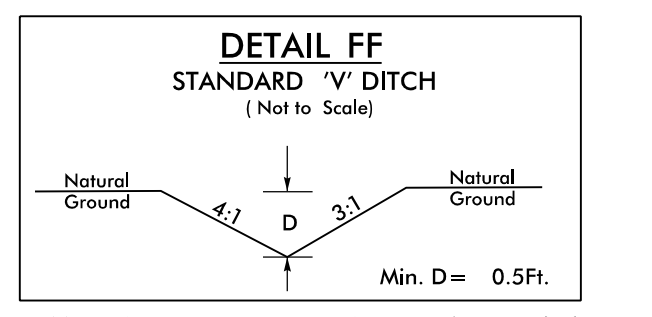 DETAIL FF
STANDARD 'V' DITCH
( Not to Scale)
Natural
Ground
4:1
D
3:1
Natural
Ground
Min. D= 0.5Ft.